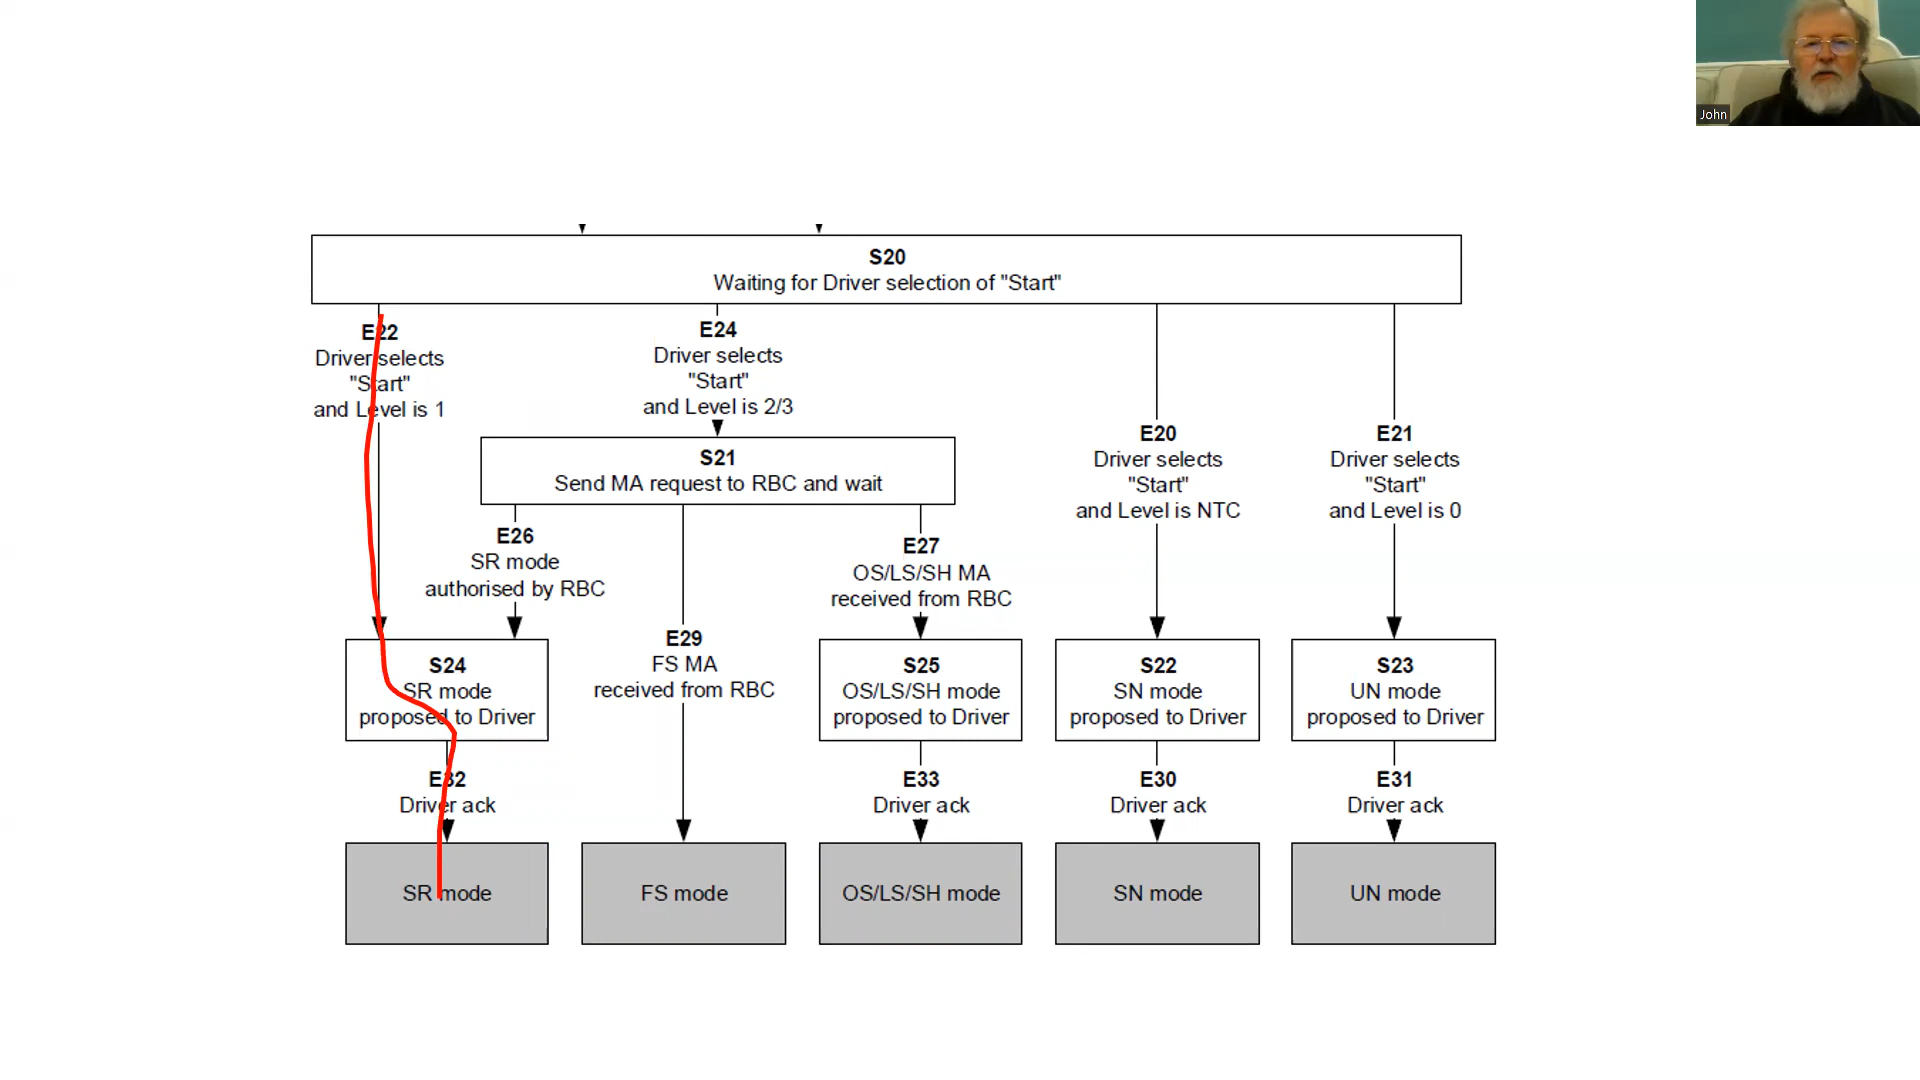 John
S20
Waiting for Driver selection of "Start"
E22
Driver selects
"Start"
and Level is 1
E24
Driver selects
"Start"
and Level is 2/3
S21
Send MA request to RBC and wait
E20
Driver selects
"Start"
and Level is NTC
E21
Driver selects
"Start"
and Level is 0
E26
SR mode
authorised by RBC
E29
FS MA
received from RBC
E27
OS/LS/SH MA
received from RBC
S24
SR mode
proposed to Driver
S25
OS/LS/SH mode
proposed to Driver
S22
SN mode
proposed to Driver
S23
UN mode
proposed to Driver
E32
Driver ack
E33
Driver ack
E30
Driver ack
E31
Driver ack
SR mode
FS mode
OS/LS/SH mode
SN mode
UN mode